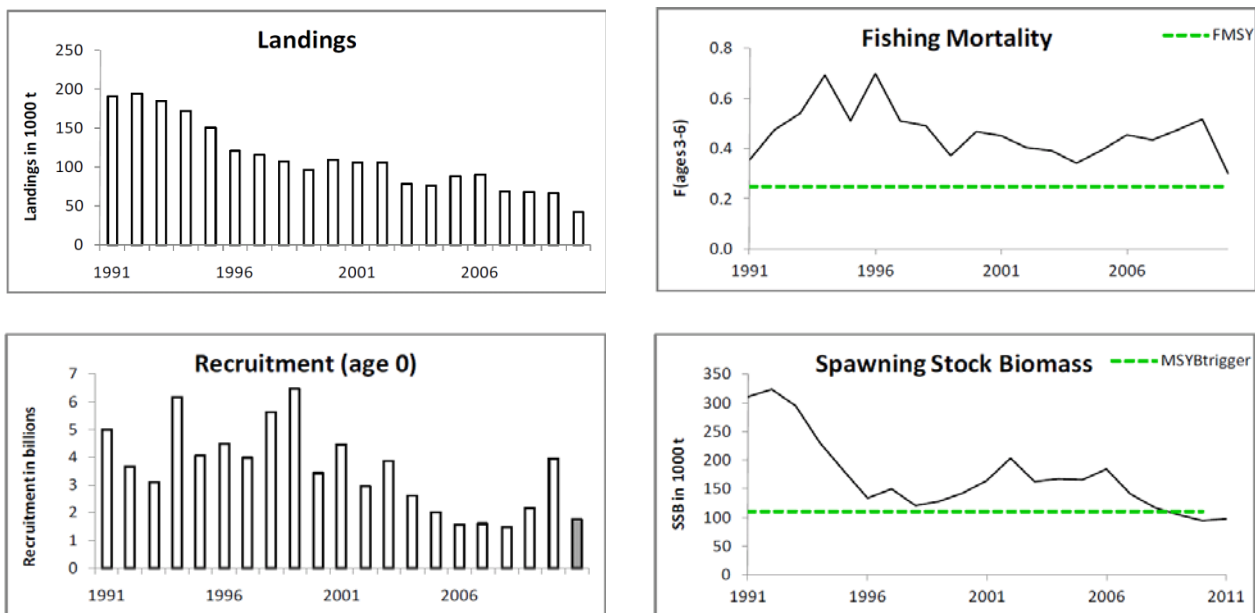 Landings
250
200
150
100
50
0
Landings in 1000 t
1991 1996 2001 2006
Fishing Mortality
FMSY
0.8
0.6
0.4
0.2
0.0
F(ages 3-6)
1991 1996 2001 2006
Recruitment (age 0)
7
6
5
4
3
2
1
0
Recruitment in billions
1991 1996 2001 2006
Spawning Stock Biomass
MSYBtrigger
350
300
250
200
150
100
50
0
SSB in 1000 t
1991 1996 2001 2006 2011